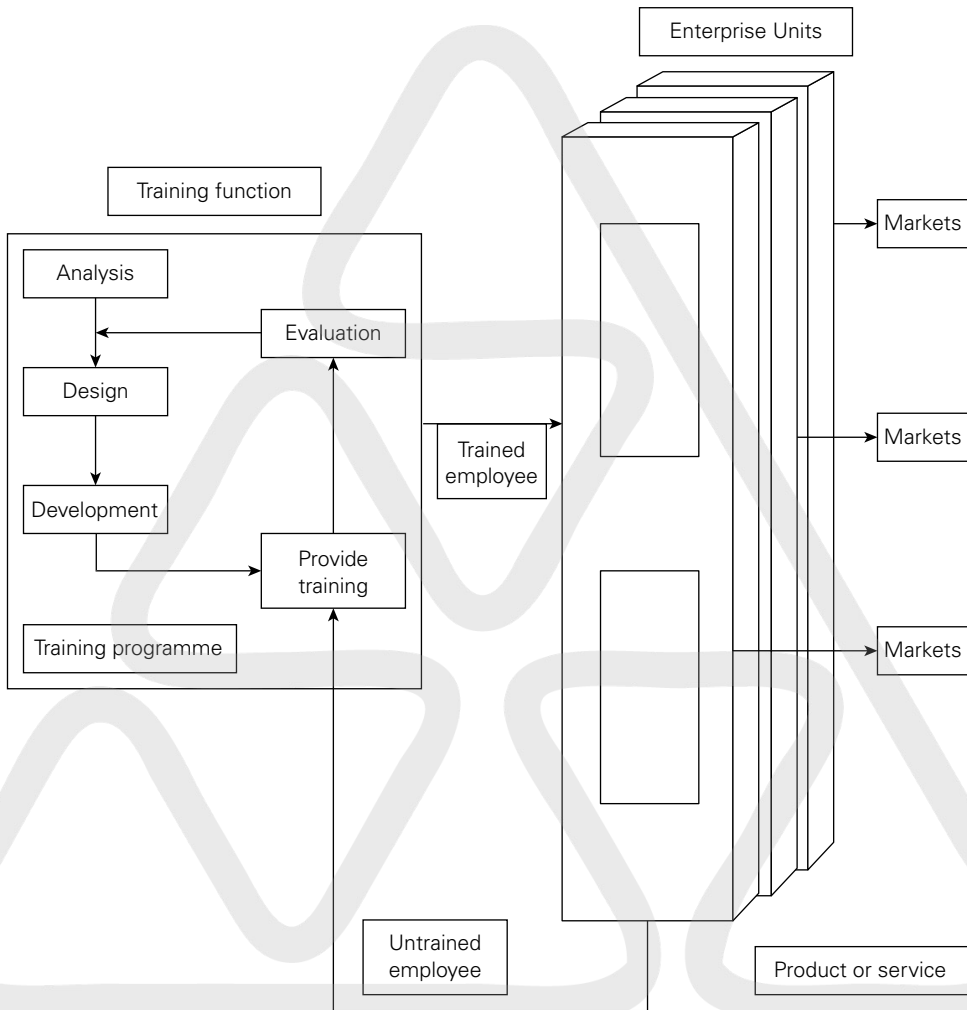 Enterprise Units
Training function
Analysis
Evaluation
Design
Development
Provide
training
Training programme
Trained
employee
Markets
Markets
Markets
Untrained
employee
Product or service